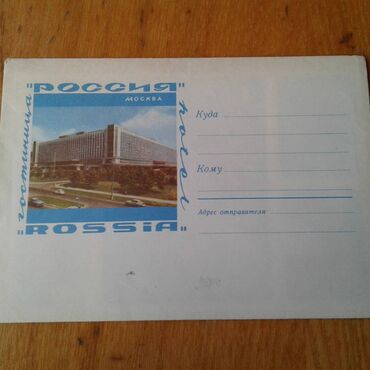 "РОССИЯ"
МОСКВА
гостиница
hotel
"ROSSIA"
Куда
Кому
Адрес отправителя